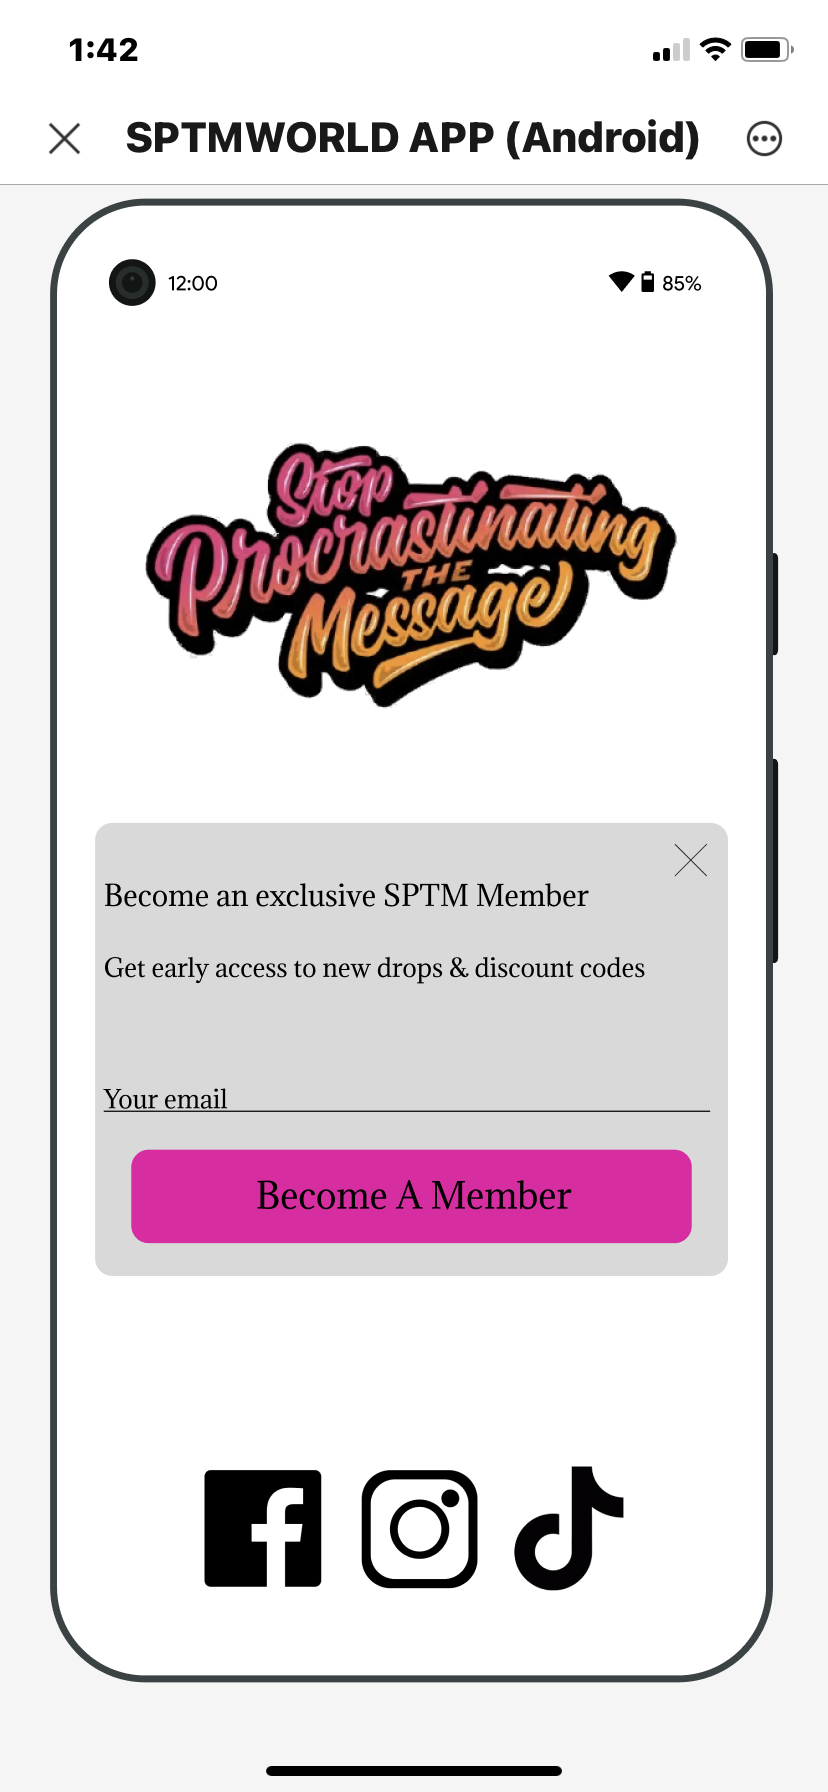 1:42
SPTMWORLD APP (Android)
12:00 85%
Stop
Procrastinating
THE
Message
Become an exclusive SPTM Member
Get early access to new drops & discount codes
Your email
Become A Member